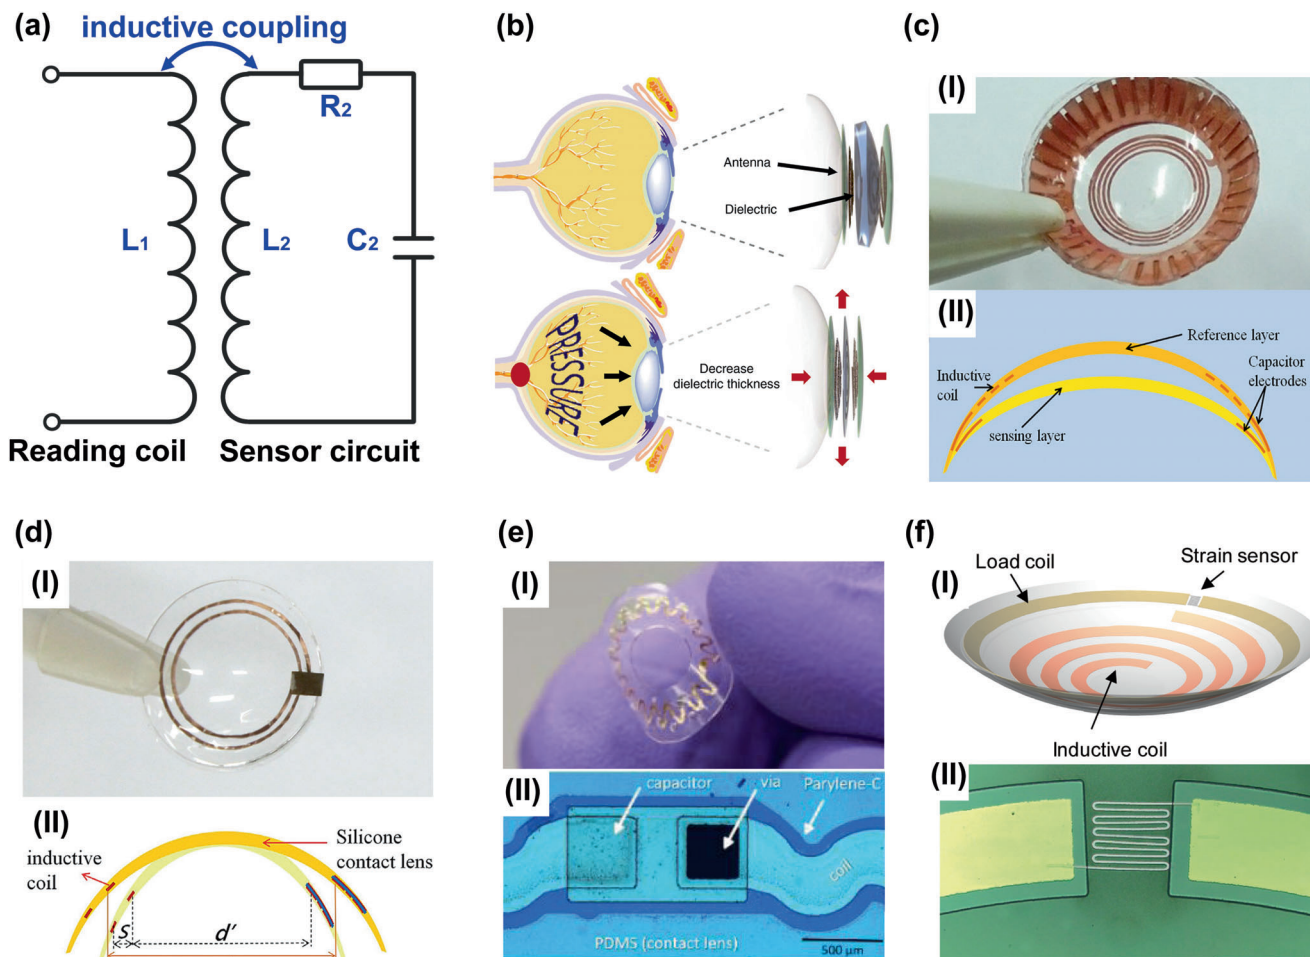 (a)
inductive coupling
R2
L1
L2
C2
Reading coil
Sensor circuit
(b)
Antenna
Dielectric
PRESSURE
Decrease
dielectric thickness
(c)
(I)
(II)
Reference layer
Inductive
coil
Capacitor
electrodes
sensing layer
(d)
(I)
(II)
inductive
coil
Silicone
contact lens
s
d'
(e)
(I)
(II)
capacitor
via
Parylene-C
coil
PDMS (contact lens)
500 µm
(f)
(I)
Load coil
Strain sensor
Inductive coil
(II)